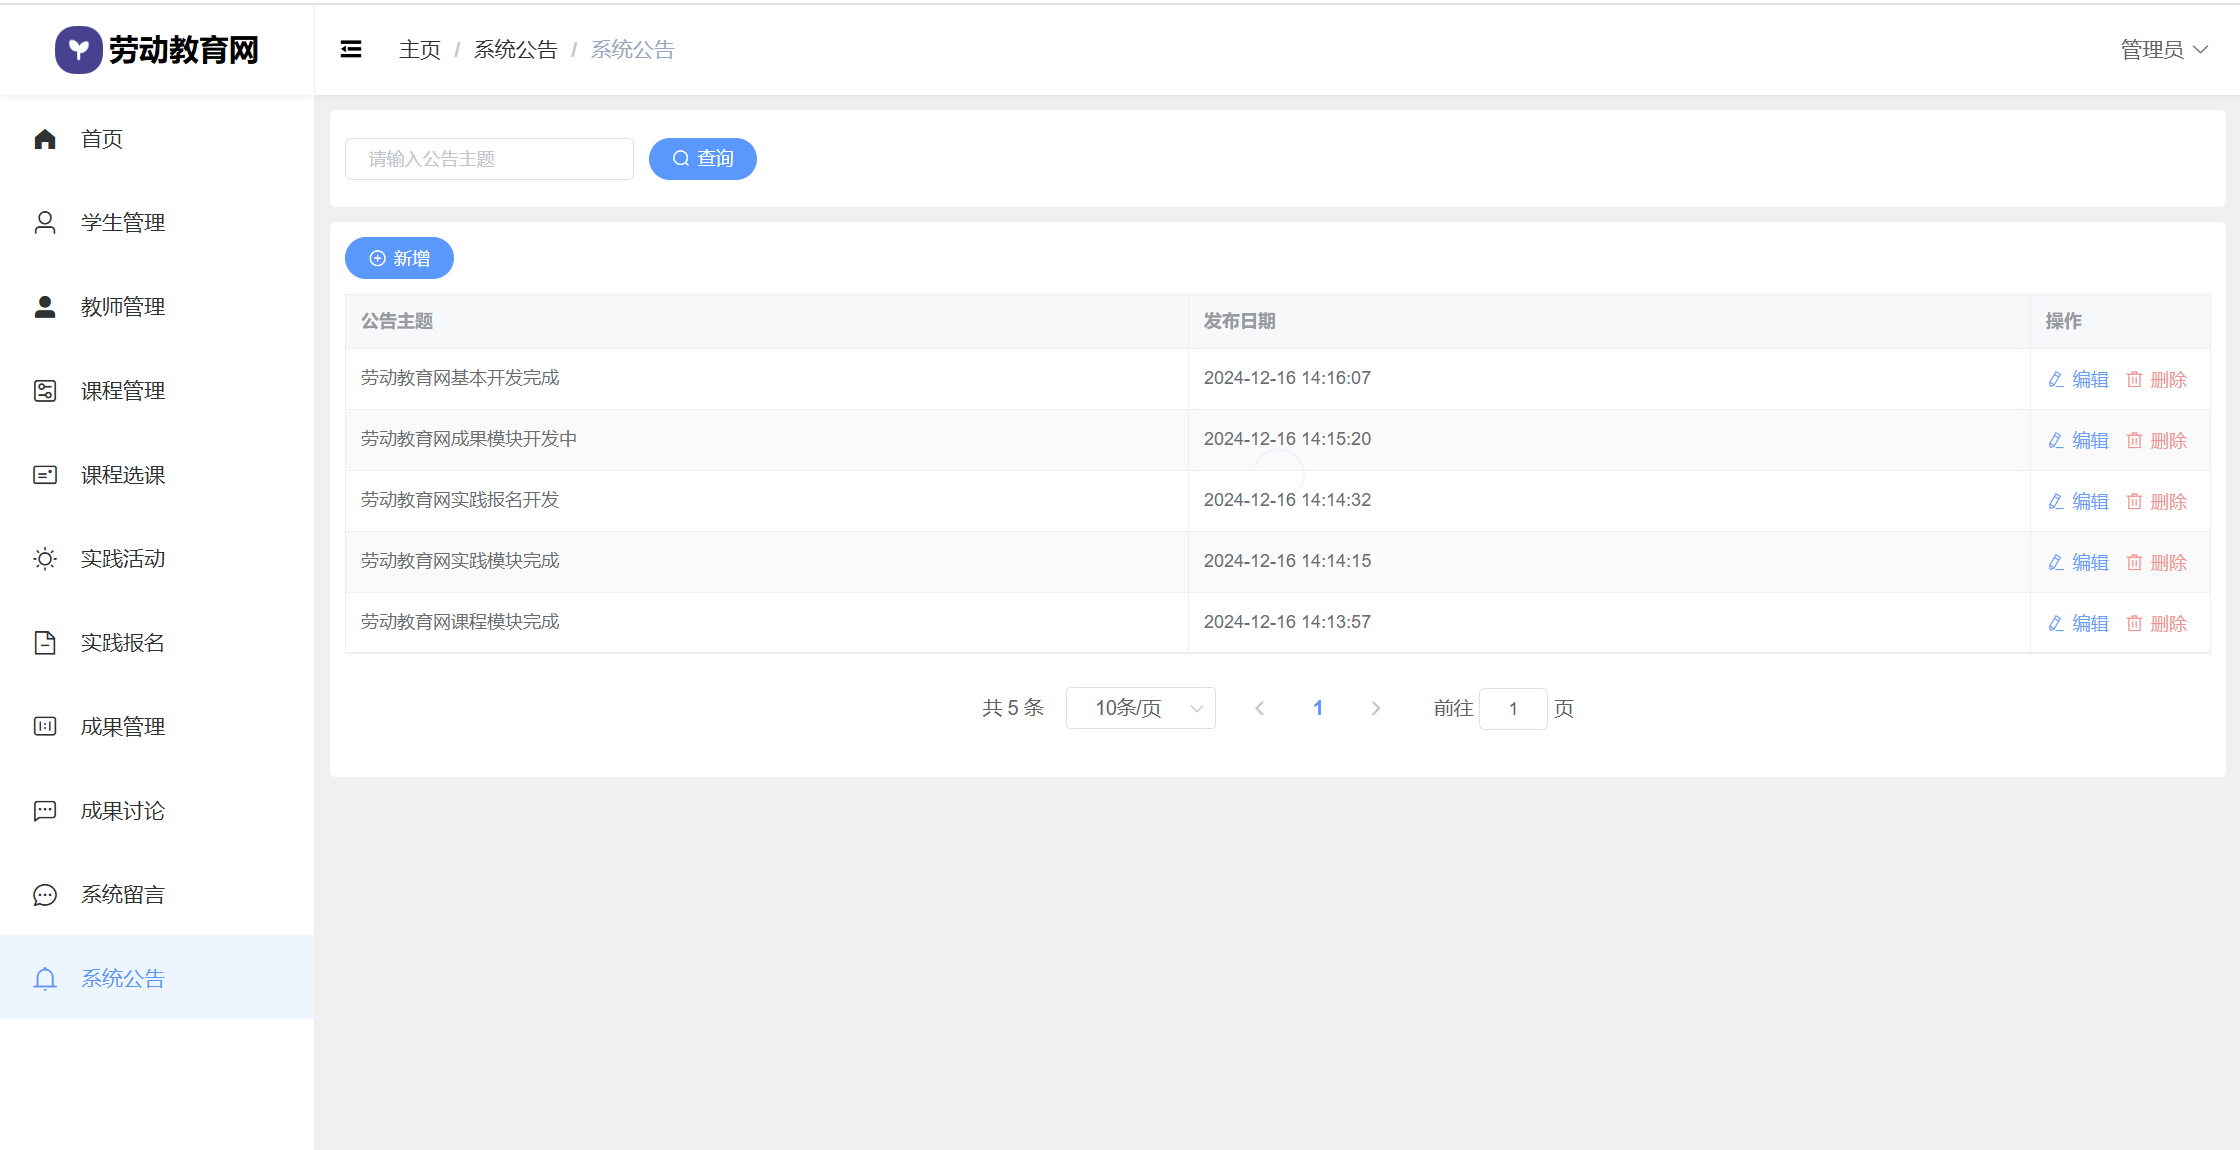 劳动教育网
主页 / 系统公告 / 系统公告
管理员
首页
学生管理
教师管理
课程管理
课程选课
实践活动
实践报名
成果管理
成果讨论
系统留言
系统公告
请输入公告主题
查询
新增
公告主题 发布日期 操作
劳动教育网基本开发完成 2024-12-16 14:16:07 编辑 删除
劳动教育网成果模块开发中 2024-12-16 14:15:20 编辑 删除
劳动教育网实践报名开发 2024-12-16 14:14:32 编辑 删除
劳动教育网实践模块完成 2024-12-16 14:14:15 编辑 删除
劳动教育网课程模块完成 2024-12-16 14:13:57 编辑 删除
共 5 条 10条/页 1 前往 1 页